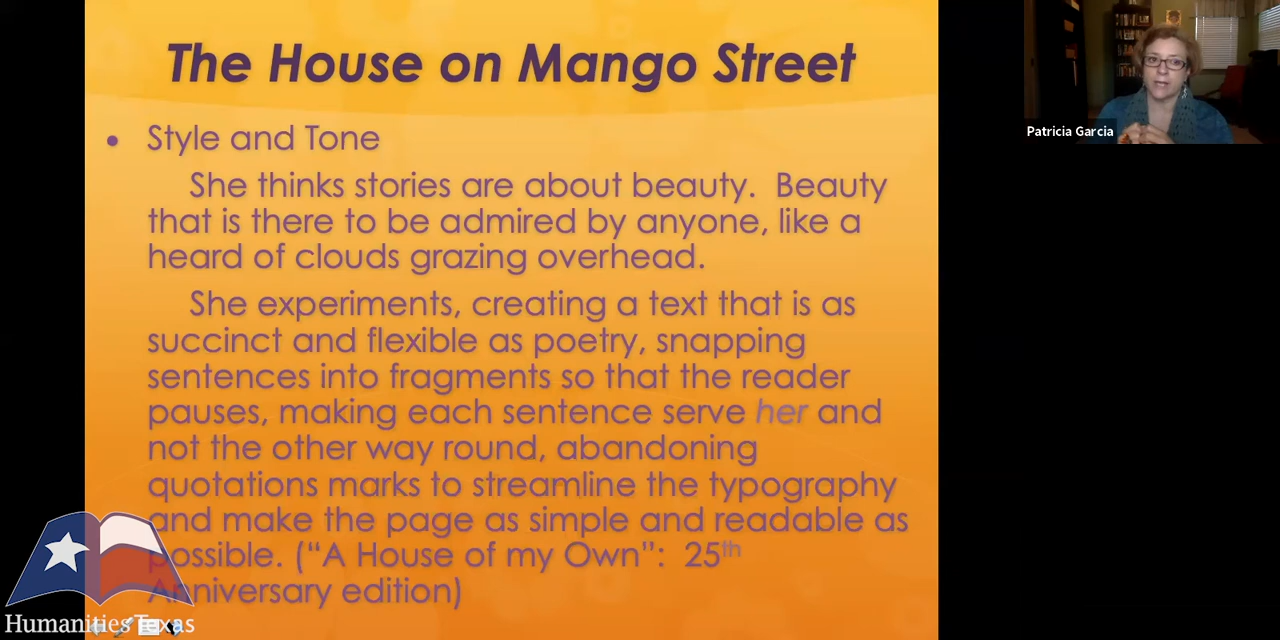 The House on Mango Street
• Style and Tone
She thinks stories are about beauty. Beauty
that is there to be admired by anyone, like a
heard of clouds grazing overhead.
She experiments, creating a text that is as
succinct and flexible as poetry, snapping
sentences into fragments so that the reader
pauses, making each sentence serve her and
not the other way round, abandoning
quotations marks to streamline the typography
and make the page as simple and readable as
possible. (“A House of my Own”: 25th
Anniversary edition)
Patricia Garcia
Humanities Texas